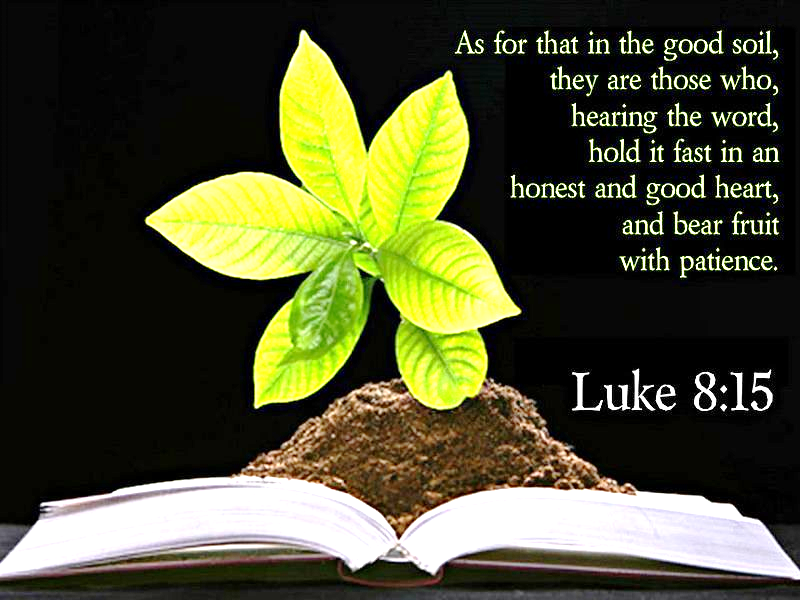 As for that in the good soil,
they are those who,
hearing the word,
hold it fast in an
honest and good heart,
and bear fruit
with patience.
Luke 8:15